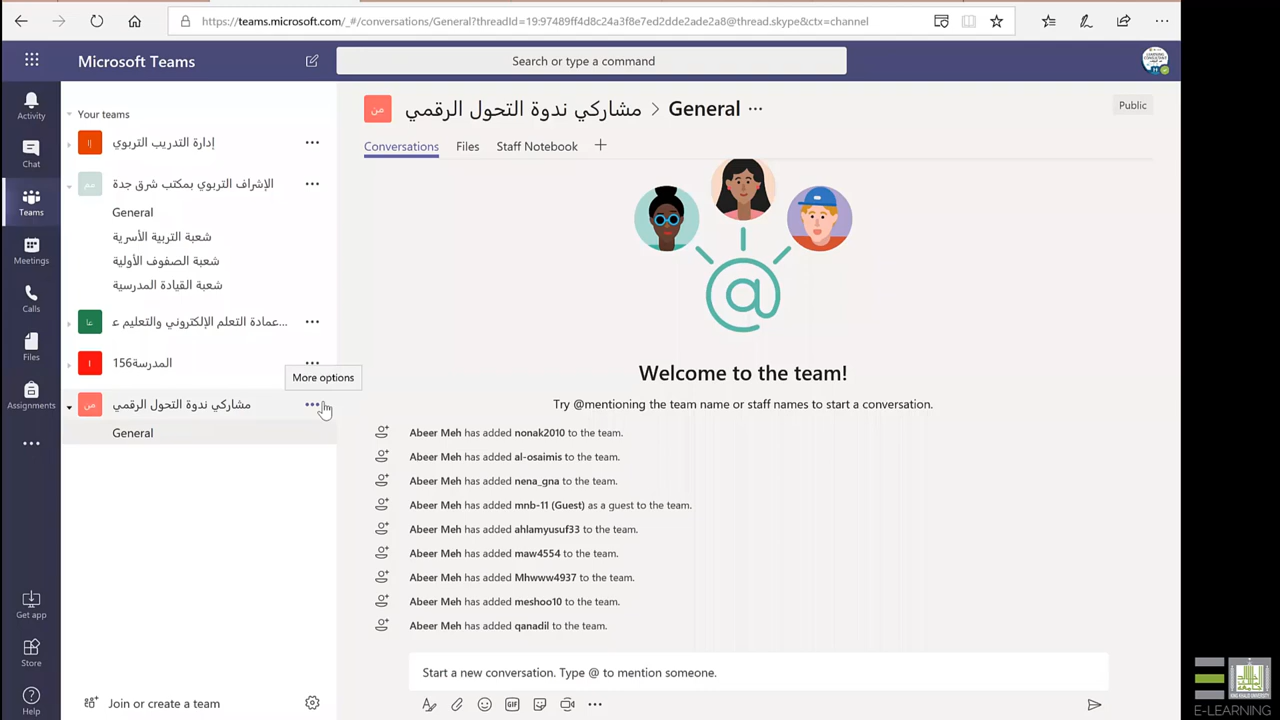 https://teams.microsoft.com/_#/conversations/General?threadId=19:97489ff4d8c24a3f8e7ed2dde2ade2a8@thread.skype&ctx=channel
Microsoft Teams
Search or type a command
Activity
Chat
Teams
Meetings
Calls
Files
Assignments
Get app
Store
Help
Your teams
إا
إدارة التدريب التربوي
مم
الإشراف التربوي بمكتب شرق جدة
General
شعبة التربية الأسرية
شعبة الصفوف الأولية
شعبة القيادة المدرسية
عا
عمادة التعلم الإلكتروني والتعليم ع...
ا
المدرسة156
More options
من
مشاركي ندوة التحول الرقمي
General
Join or create a team
من
مشاركي ندوة التحول الرقمي > General
Public
Conversations
Files
Staff Notebook
Welcome to the team!
Try @mentioning the team name or staff names to start a conversation.
Abeer Meh has added nonak2010 to the team.
Abeer Meh has added al-osaimis to the team.
Abeer Meh has added nena_gna to the team.
Abeer Meh has added mnb-11 (Guest) as a guest to the team.
Abeer Meh has added ahlamyusuf33 to the team.
Abeer Meh has added maw4554 to the team.
Abeer Meh has added Mhwww4937 to the team.
Abeer Meh has added meshoo10 to the team.
Abeer Meh has added qanadil to the team.
Start a new conversation. Type @ to mention someone.
GIF
KING KHALID UNIVERSITY
E-LEARNING